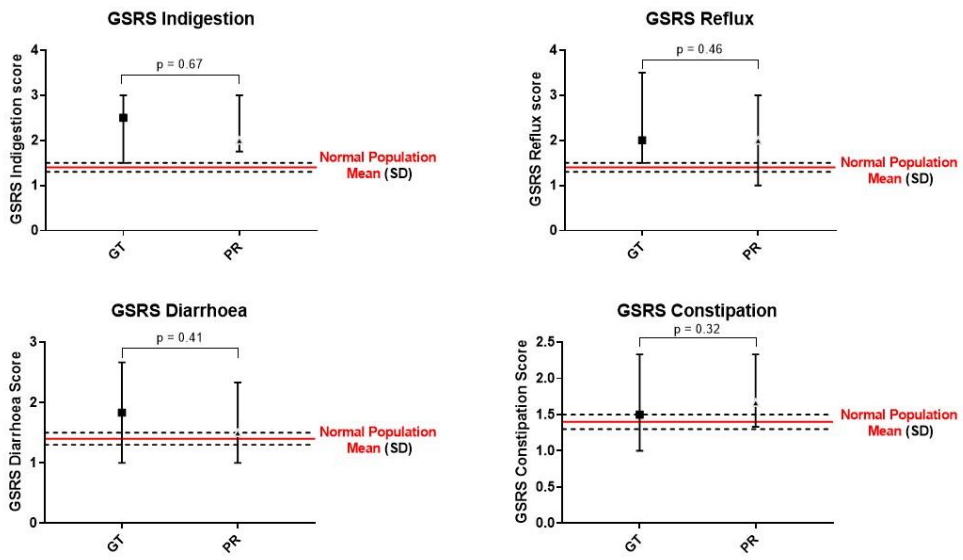 GSRS Indigestion
GSRS Indigestion score
4
3
2
1
0
p = 0.67
Normal Population
Mean (SD)
GT
PR
GSRS Reflux
GSRS Reflux score
4
3
2
1
0
p = 0.46
Normal Population
Mean (SD)
GT
PR
GSRS Diarrhoea
GSRS Diarrhoea Score
3
2
1
0
p = 0.41
Normal Population
Mean (SD)
GT
PR
GSRS Constipation
GSRS Constipation Score
2.5
2.0
1.5
1.0
0.5
0.0
p = 0.32
Normal Population
Mean (SD)
GT
PR